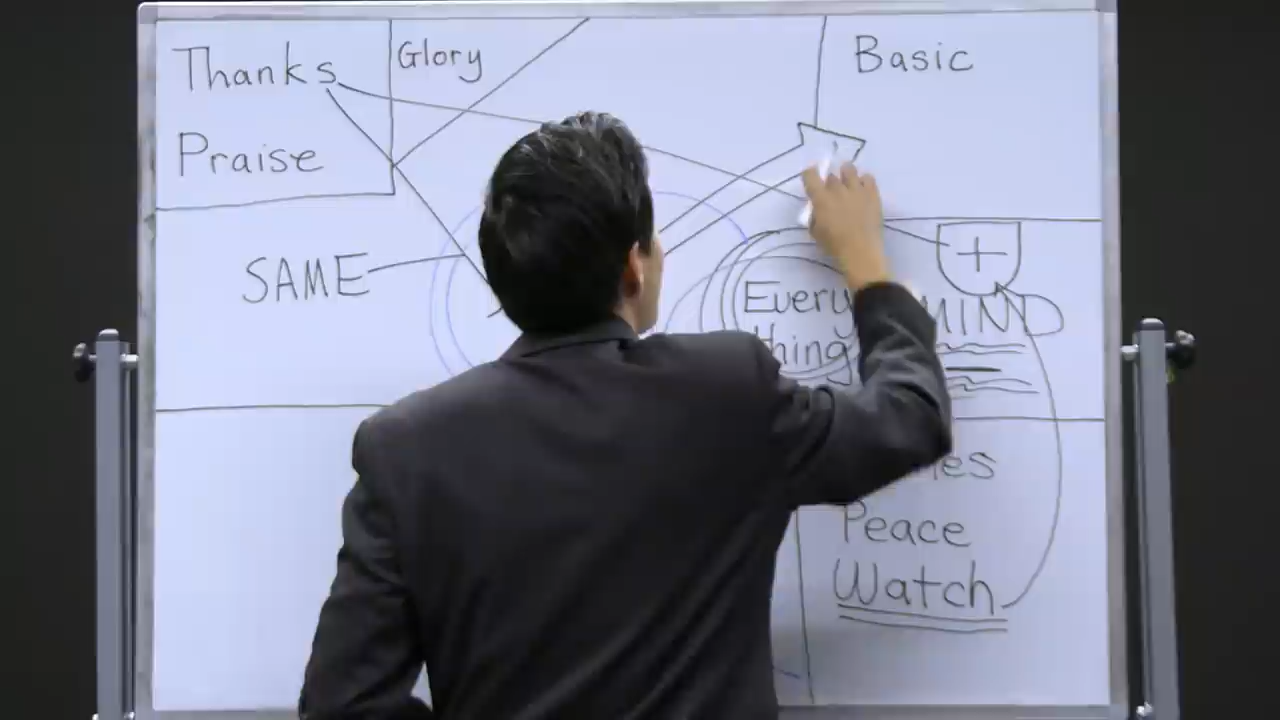 Thanks
Praise
Glory
Basic
SAME
Every
thing
+
MIND
Peace
Watch